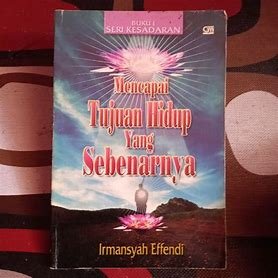 BUKU I
SERI KESADARAN
Mencapai
Tujuan Hidup
Yang
Sebenarnya
Irmansyah Effendi